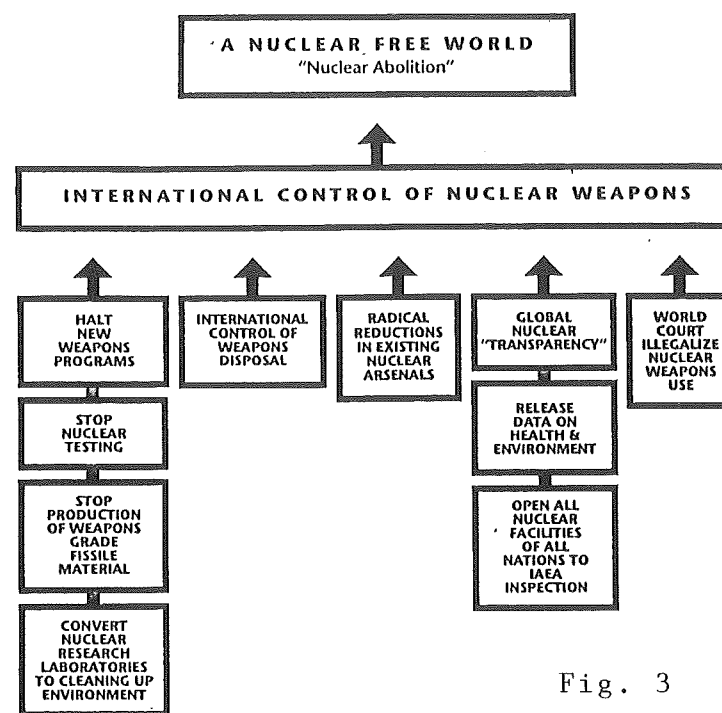 A NUCLEAR FREE WORLD
"Nuclear Abolition"
INTERNATIONAL CONTROL OF NUCLEAR WEAPONS
HALT
NEW
WEAPONS
PROGRAMS
STOP
NUCLEAR
TESTING
STOP
PRODUCTION
OF WEAPONS
GRADE
FISSILE
MATERIAL
CONVERT
NUCLEAR
RESEARCH
LABORATORIES
TO CLEANING UP
ENVIRONMENT
INTERNATIONAL
CONTROL OF
WEAPONS
DISPOSAL
RADICAL
REDUCTIONS
IN EXISTING
NUCLEAR
ARSENALS
GLOBAL
NUCLEAR
"TRANSPARENCY"
RELEASE
DATA ON
HEALTH &
ENVIRONMENT
OPEN ALL
NUCLEAR
FACILITIES
OF ALL
NATIONS TO
IAEA
INSPECTION
WORLD
COURT
ILLEGALIZE
NUCLEAR
WEAPONS
USE
Fig. 3